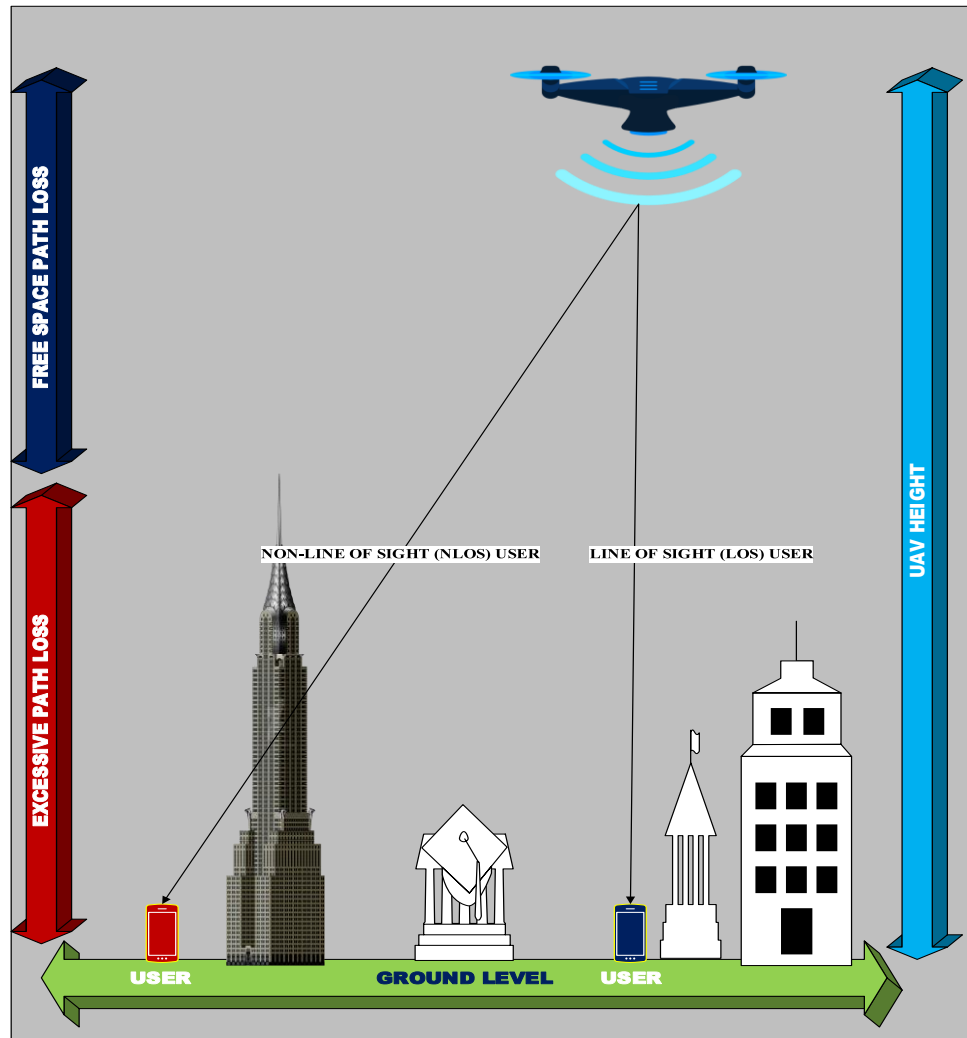 FREE SPACE PATH LOSS
EXCESSIVE PATH LOSS
NON-LINE OF SIGHT (NLOS) USER
LINE OF SIGHT (LOS) USER
UAV HEIGHT
USER
GROUND LEVEL
USER